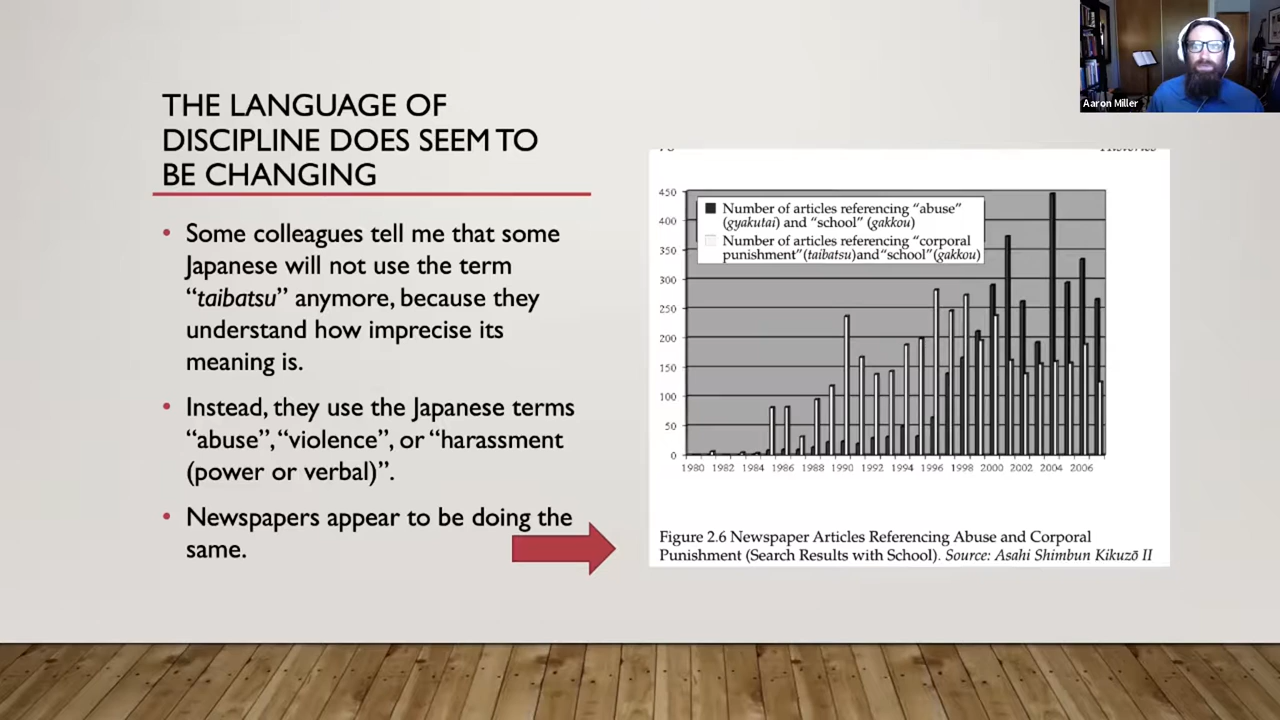 Aaron Miller
THE LANGUAGE OF
DISCIPLINE DOES SEEM TO
BE CHANGING
• Some colleagues tell me that some
Japanese will not use the term
“taibatsu” anymore, because they
understand how imprecise its
meaning is.
• Instead, they use the Japanese terms
“abuse”, “violence”, or “harassment
(power or verbal)”.
• Newspapers appear to be doing the
same.
Histories
450
400
350
300
250
200
150
100
50
0
Number of articles referencing “abuse”
(gyakutai) and “school” (gakkou)
Number of articles referencing “corporal
punishment”(taibatsu)and“school”(gakkou)
1980 1982 1984 1986 1988 1990 1992 1994 1996 1998 2000 2002 2004 2006
Figure 2.6 Newspaper Articles Referencing Abuse and Corporal
Punishment (Search Results with School). Source: Asahi Shimbun Kikuzō II